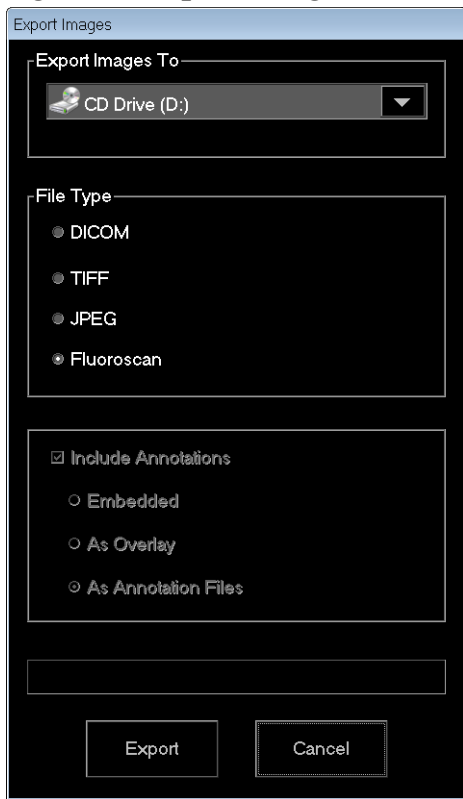 Export Images
Export Images To
CD Drive (D:)
File Type
DICOM
TIFF
JPEG
Fluoroscan
Include Annotations
Embedded
As Overlay
As Annotation Files
Export
Cancel